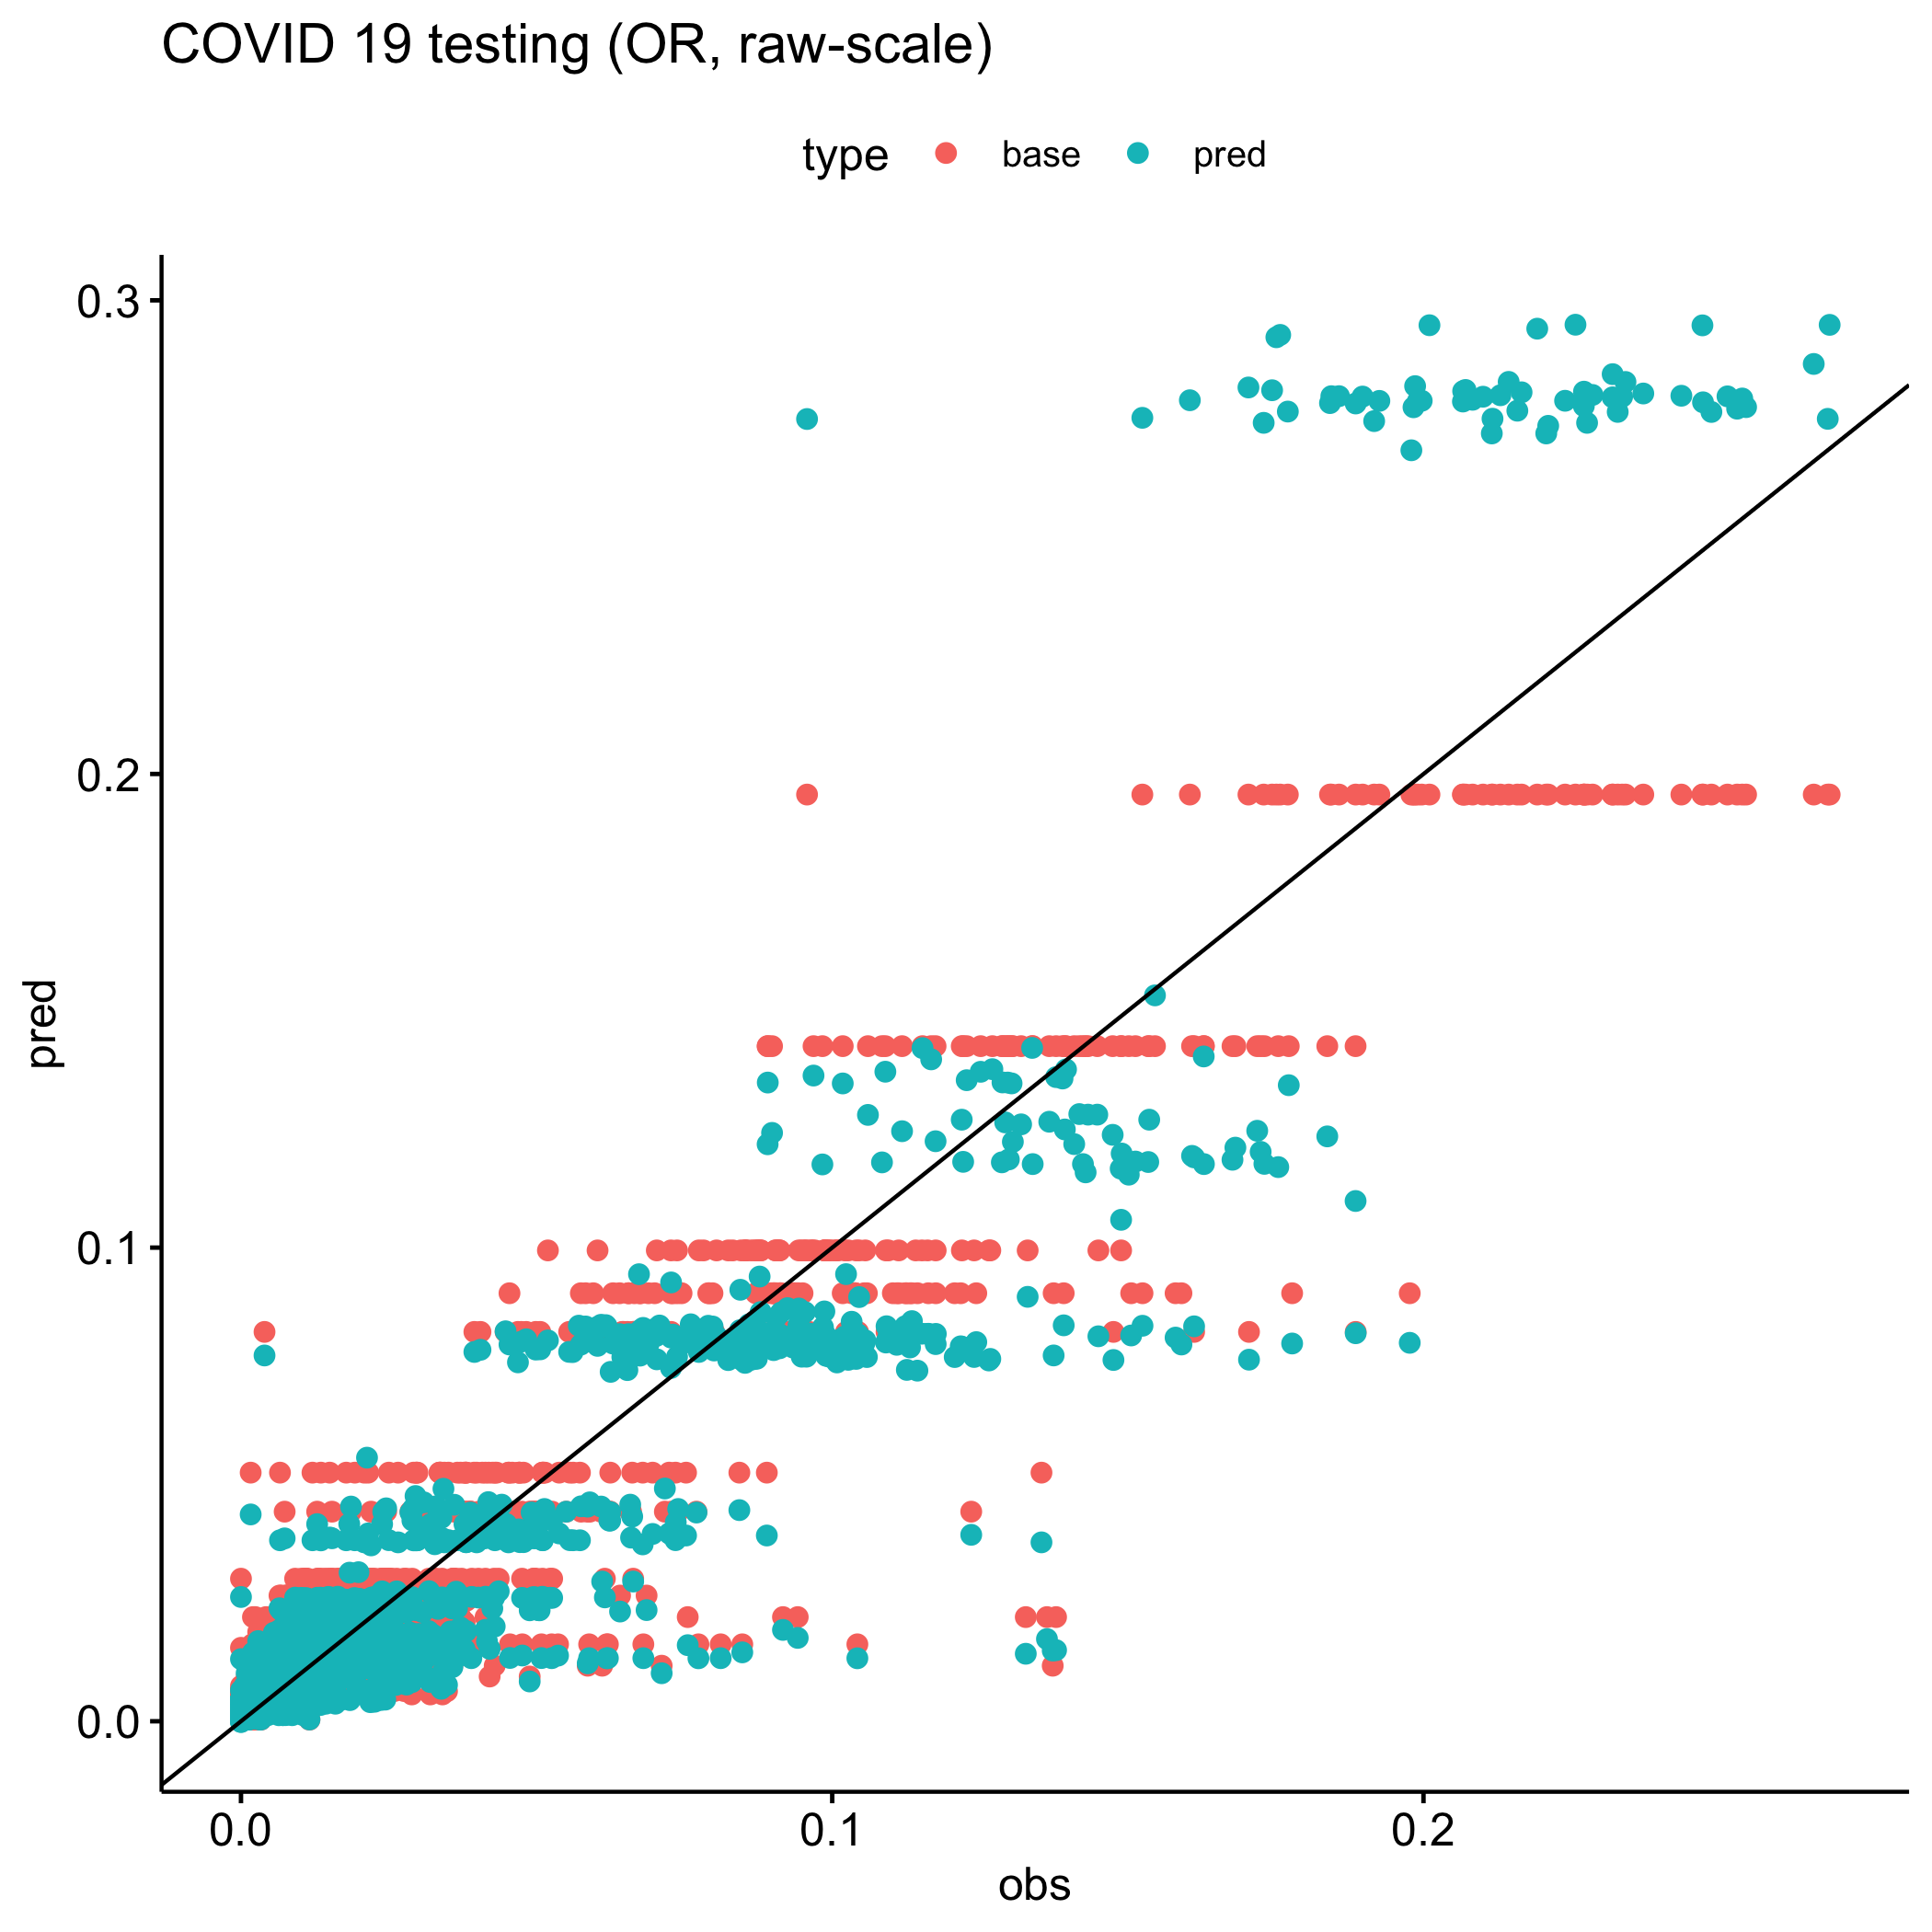 COVID 19 testing (OR, raw-scale)
type base pred
0.3
0.2
0.1
0.0
pred
0.0 0.1 0.2
obs